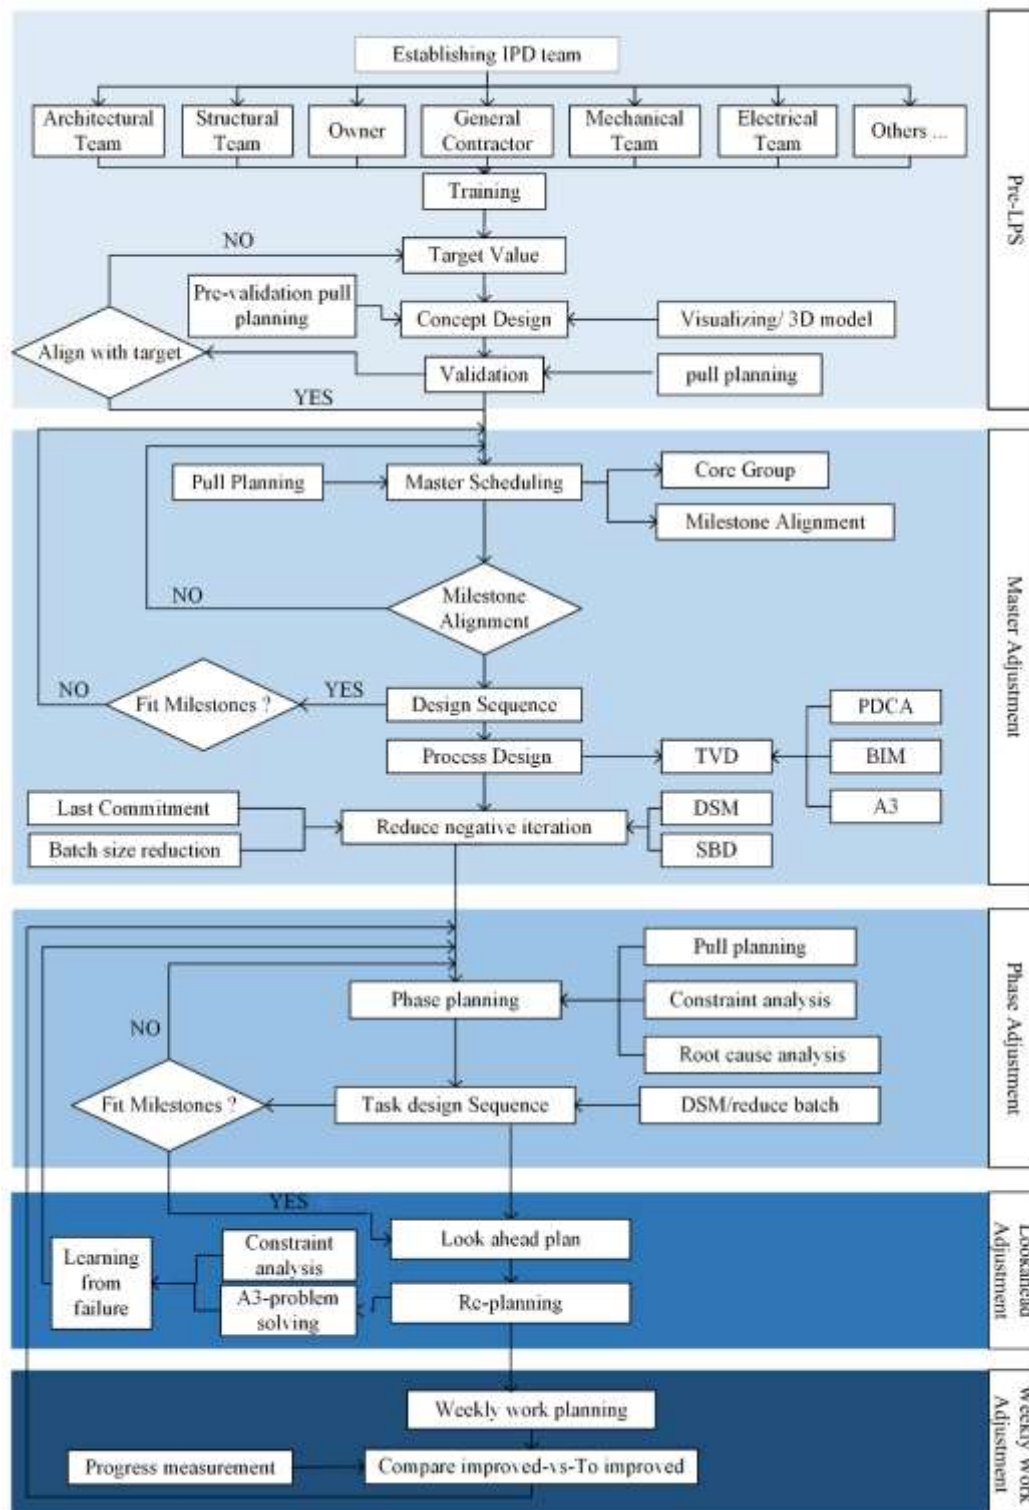 Establishing IPD team
Architectural
Team
Structural
Team
Owner
General
Contractor
Mechanical
Team
Electrical
Team
Others ...
Training
NO
Target Value
Pre-validation pull
planning
Concept Design
Visualizing/ 3D model
Align with target
Validation
pull planning
YES
Pre-LPS
Pull Planning
Master Scheduling
Core Group
Milestone Alignment
NO
Milestone
Alignment
NO
Fit Milestones ?
YES
Design Sequence
PDCA
Process Design
TVD
BIM
A3
Last Commitment
Batch size reduction
Reduce negative iteration
DSM
SBD
Master Adjustment
Pull planning
Phase planning
Constraint analysis
NO
Root cause analysis
Fit Milestones ?
Task design Sequence
DSM/reduce batch
Phase Adjustment
YES
Look ahead plan
Learning
from
failure
Constraint
analysis
A3-problem
solving
Re-planning
Lookahead
Adjustment
Weekly work planning
Progress measurement
Compare improved-vs-To improved
Weekly Work
Adjustment